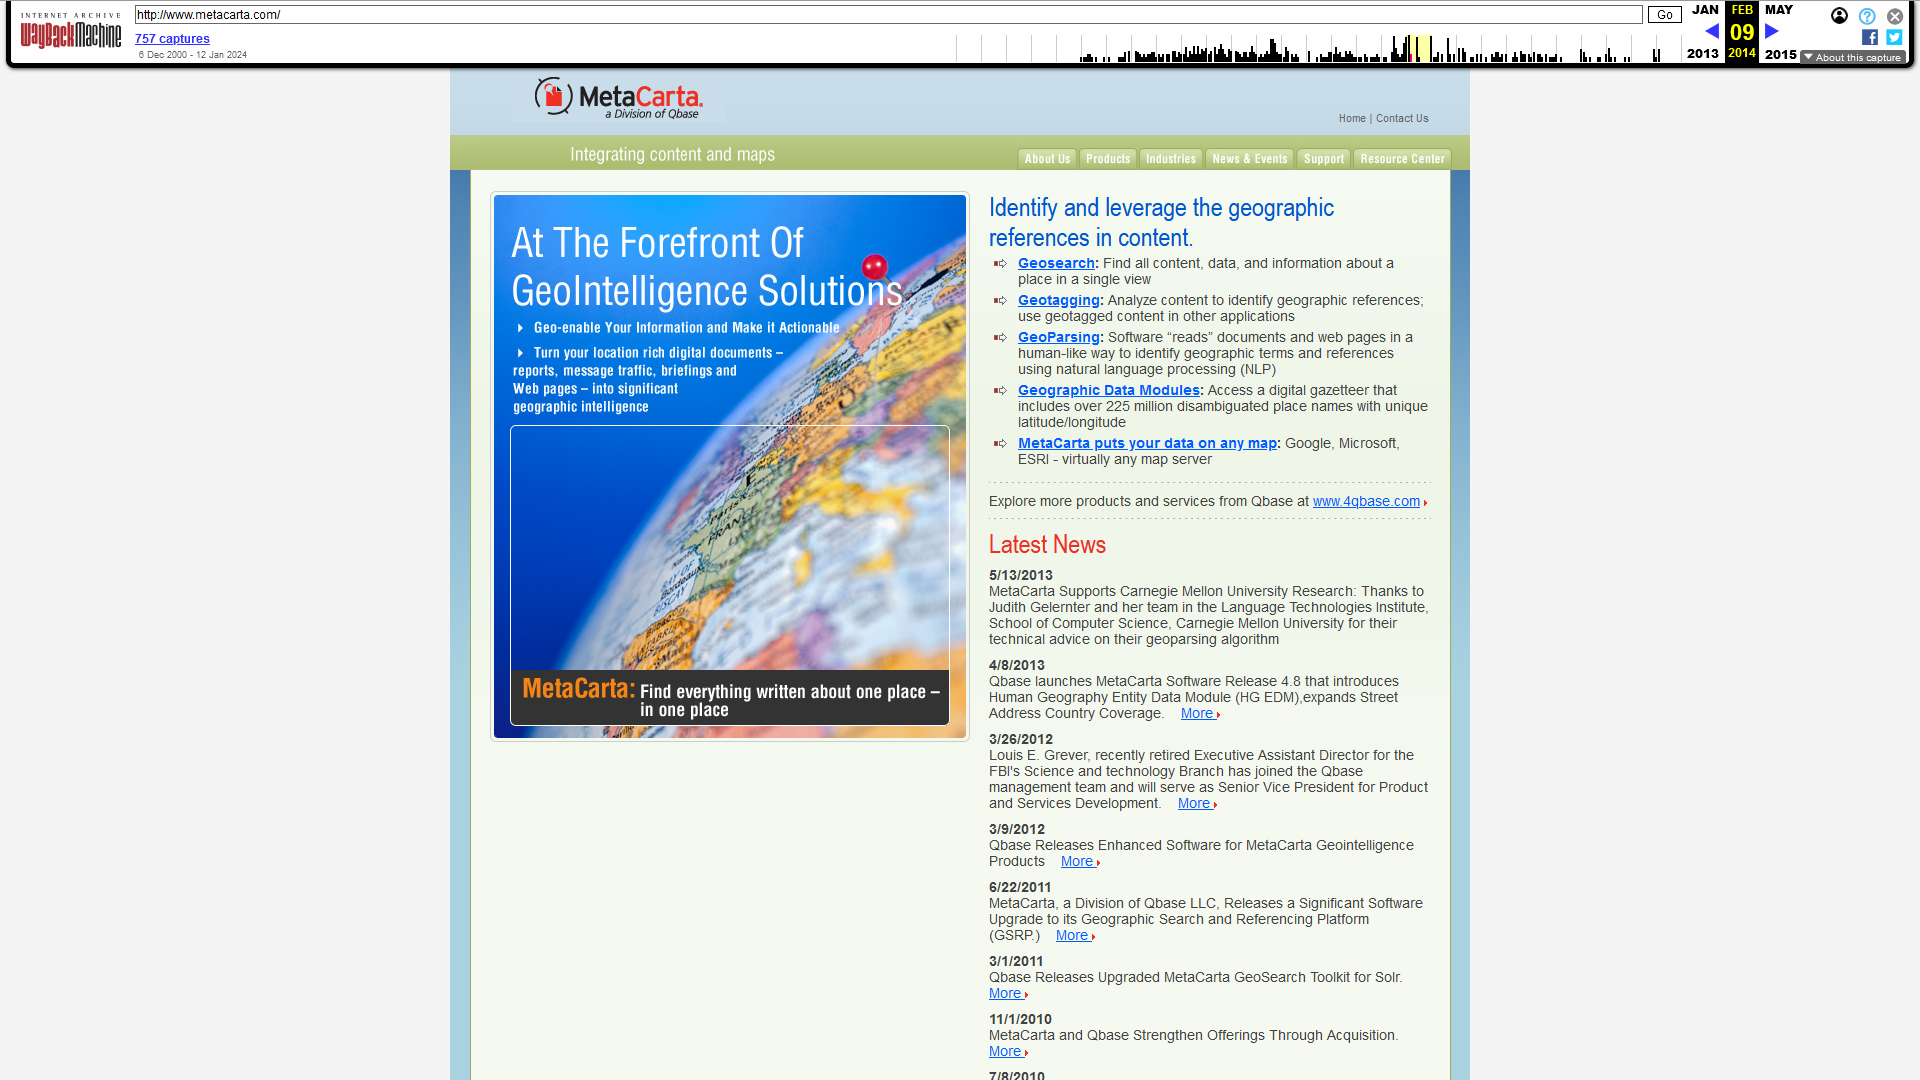 INTERNET ARCHIVE
WayBackMachine
http://www.metacarta.com/
Go
JAN
FEB
MAY
757 captures
09
6 Dec 2000 - 12 Jan 2024
2013
2014
2015
About this capture
MetaCarta.
a Division of Qbase
Home | Contact Us
Integrating content and maps
About Us
Products
Industries
News & Events
Support
Resource Center
At The Forefront Of
GeoIntelligence Solutions
Geo-enable Your Information and Make it Actionable
Turn your location rich digital documents –
reports, message traffic, briefings and
Web pages – into significant
geographic intelligence
Paris
FRANCE
Nantes
BAY OF
Bordeaux
BISCAY
Bilbao
MetaCarta: Find everything written about one place –
in one place
Identify and leverage the geographic
references in content.
Geosearch: Find all content, data, and information about a
place in a single view
Geotagging: Analyze content to identify geographic references;
use geotagged content in other applications
GeoParsing: Software “reads” documents and web pages in a
human-like way to identify geographic terms and references
using natural language processing (NLP)
Geographic Data Modules: Access a digital gazetteer that
includes over 225 million disambiguated place names with unique
latitude/longitude
MetaCarta puts your data on any map: Google, Microsoft,
ESRI - virtually any map server
Explore more products and services from Qbase at www.4qbase.com
Latest News
5/13/2013
MetaCarta Supports Carnegie Mellon University Research: Thanks to
Judith Gelernter and her team in the Language Technologies Institute,
School of Computer Science, Carnegie Mellon University for their
technical advice on their geoparsing algorithm
4/8/2013
Qbase launches MetaCarta Software Release 4.8 that introduces
Human Geography Entity Data Module (HG EDM),expands Street
Address Country Coverage. More
3/26/2012
Louis E. Grever, recently retired Executive Assistant Director for the
FBI's Science and technology Branch has joined the Qbase
management team and will serve as Senior Vice President for Product
and Services Development. More
3/9/2012
Qbase Releases Enhanced Software for MetaCarta Geointelligence
Products More
6/22/2011
MetaCarta, a Division of Qbase LLC, Releases a Significant Software
Upgrade to its Geographic Search and Referencing Platform
(GSRP.) More
3/1/2011
Qbase Releases Upgraded MetaCarta GeoSearch Toolkit for Solr.
More
11/1/2010
MetaCarta and Qbase Strengthen Offerings Through Acquisition.
More
7/8/2010